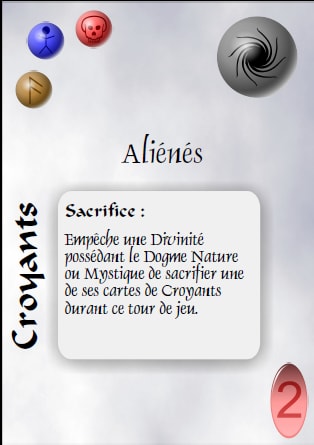 Aliénés
Croyants
Sacrifice :
Empêche une Divinité
possédant le Dogme Nature
ou Mystique de sacrifier une
de ses cartes de Croyants
durant ce tour de jeu.
2